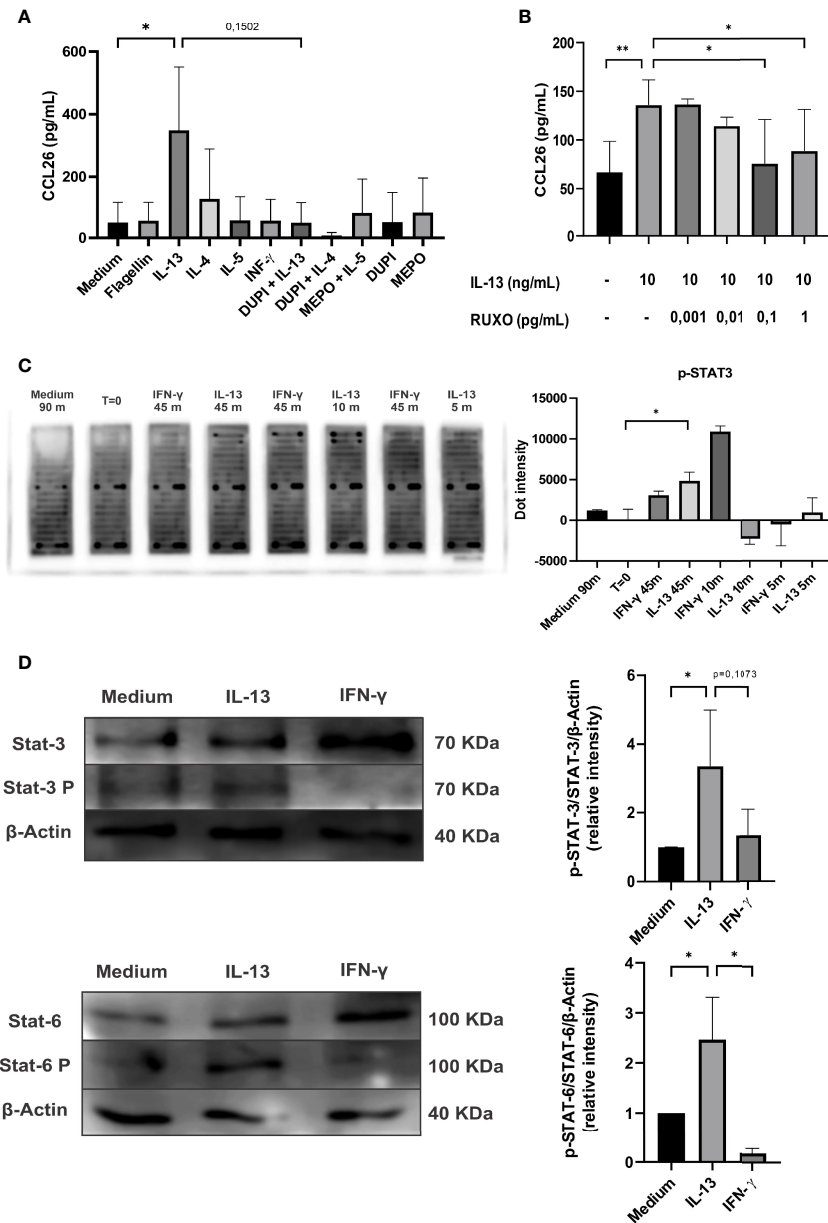 A
*
0,1502
CCL26 (pg/mL)
600
400
200
0
Medium
Flagellin
IL-13
IL-4
IL-5
INF-γ
DUPI + IL-13
DUPI + IL-4
MEPO + IL-5
DUPI
MEPO
B
*
** *
CCL26 (pg/mL)
200
150
100
50
0
IL-13 (ng/mL) - 10 10 10 10 10
RUXO (pg/mL) - - 0,001 0,01 0,1 1
C
Medium T=0 IFN-γ IL-13 IFN-γ IL-13 IFN-γ IL-13
90 m 45 m 45 m 45 m 10 m 45 m 5 m
p-STAT3
*
Dot intensity
15000
10000
5000
0
-5000
Medium 90m
T=0
IFN-γ 45m
IL-13 45m
IFN-γ 10m
IL-13 10m
IFN-γ 5m
IL-13 5m
D
Medium IL-13 IFN-γ
Stat-3 70 KDa
Stat-3 P 70 KDa
β-Actin 40 KDa
* p=0,1073
p-STAT-3/STAT-3/β-Actin
(relative intensity)
6
4
2
0
Medium
IL-13
IFN-γ
Medium IL-13 IFN-γ
Stat-6 100 KDa
Stat-6 P 100 KDa
β-Actin 40 KDa
* *
p-STAT-6/STAT-6/β-Actin
(relative intensity)
4
3
2
1
0
Medium
IL-13
IFN-γ